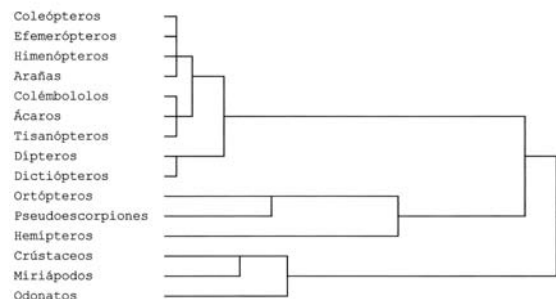 Coleópteros
Efemerópteros
Himenópteros
Arañas
Colémbololos
Ácaros
Tisanópteros
Dípteros
Dictiópteros
Ortópteros
Pseudoescorpiones
Hemípteros
Crústaceos
Miriápodos
Odonatos